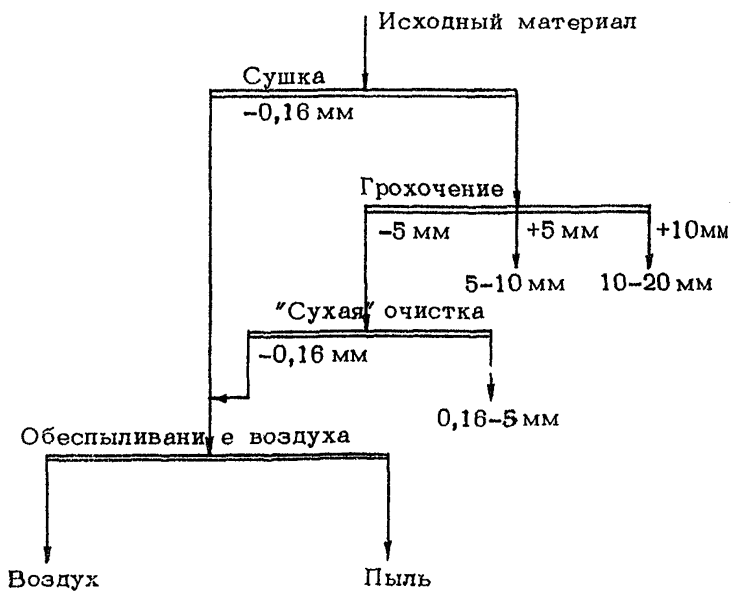 Исходный материал
Сушка
-0,16 мм
Грохочение
-5 мм
+5 мм
+10мм
5-10 мм
10-20 мм
"Сухая" очистка
-0,16 мм
0,16-5 мм
Обеспыливание воздуха
Воздух
Пыль